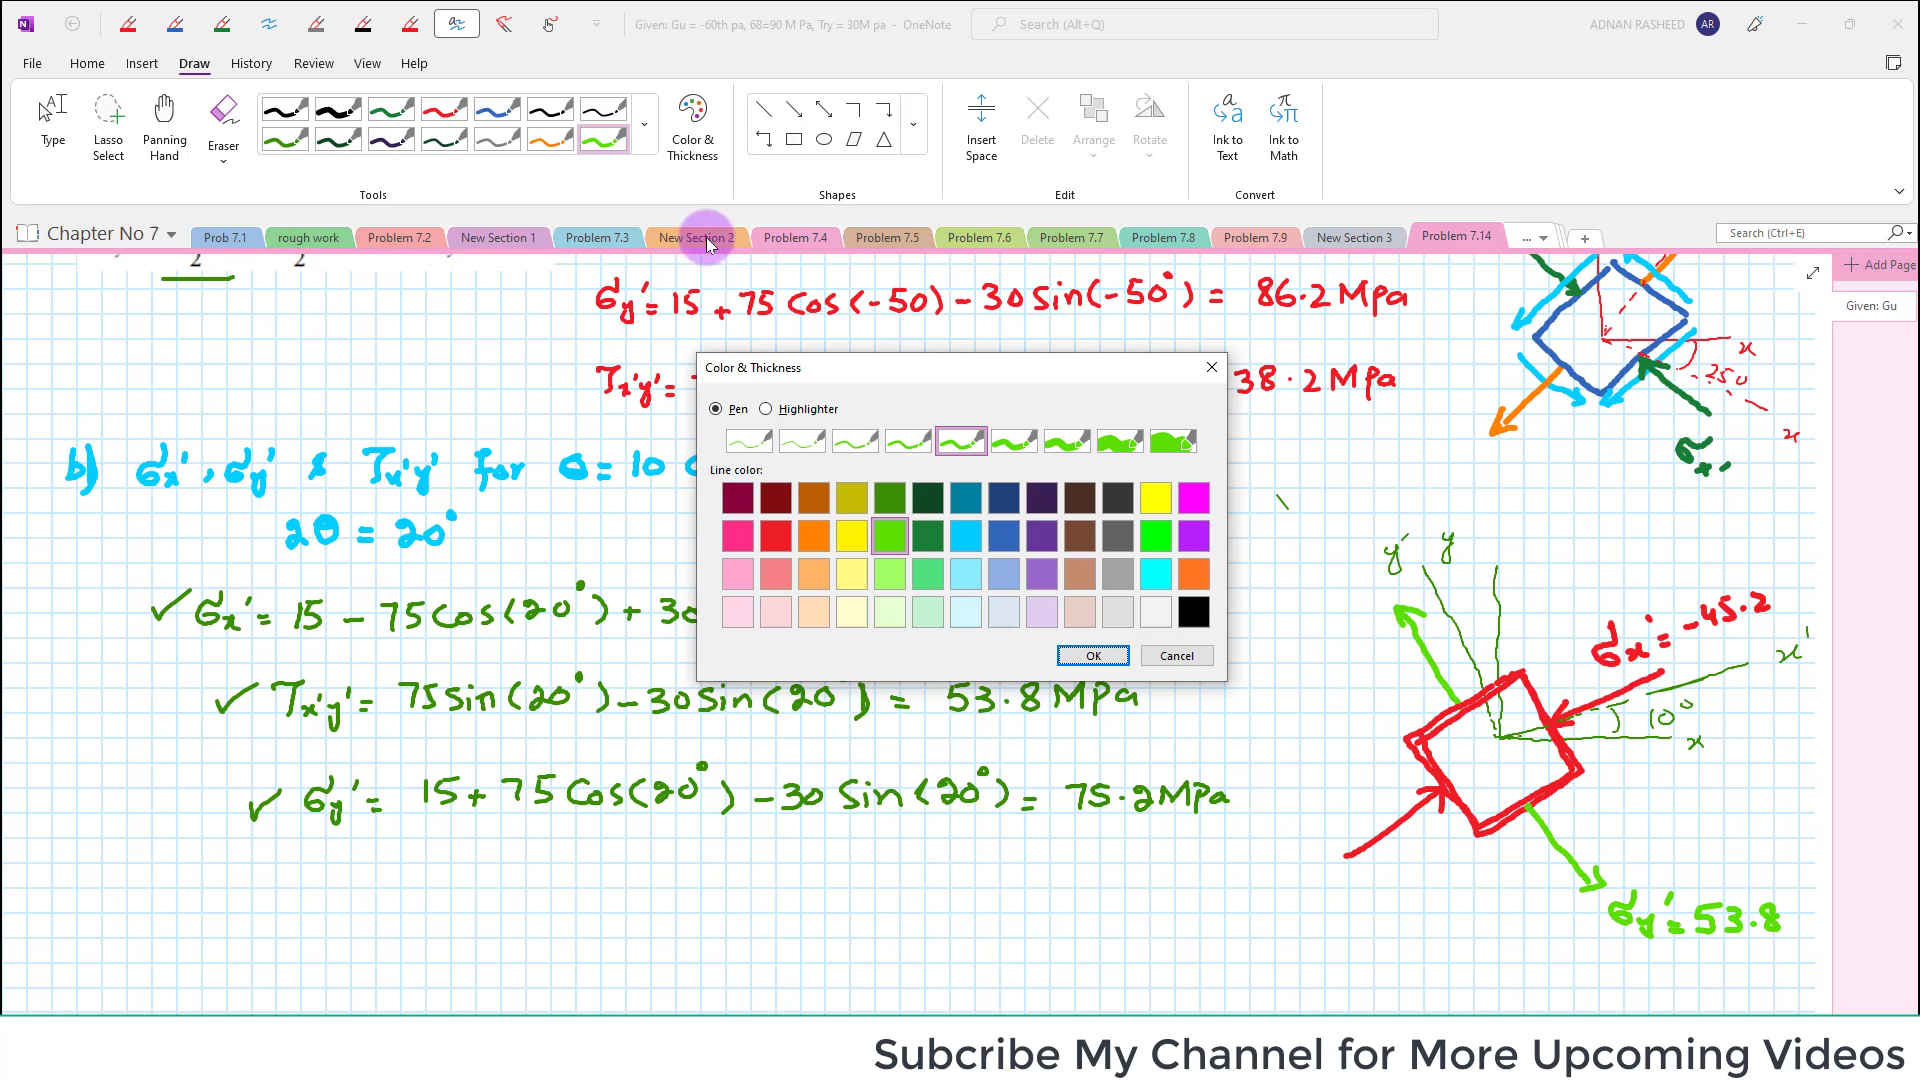 Given: Gu = -60th pa, 68=90 M Pa, Try = 30M pa - OneNote
Search (Alt+Q)
ADNAN RASHEED AR
File Home Insert Draw History Review View Help
Type
Lasso Select
Panning Hand
Eraser
Color & Thickness
Insert Space
Delete
Arrange
Rotate
Ink to Text
Ink to Math
Tools
Shapes
Edit
Convert
Chapter No 7
Prob 7.1 rough work Problem 7.2 New Section 1 Problem 7.3 New Section 2 Problem 7.4 Problem 7.5 Problem 7.6 Problem 7.7 Problem 7.8 Problem 7.9 New Section 3 Problem 7.14 ...
Search (Ctrl+E)
Add Page
Given: Gu
2 2
σy' = 15 + 75 Cos(-50) - 30 sin(-50°) = 86.2 Mpa
τx'y' =
38.2 MPa
x
25°
σx'
Color & Thickness
Pen Highlighter
Line color:
OK Cancel
b) σx', σy' & τx'y' for θ = 10
2θ = 20°
✓ σx' = 15 - 75 Cos(20°) + 30
✓ τx'y' = 75 sin(20°) - 30 sin(20°) = 53.8 MPa
✓ σy' = 15 + 75 Cos(20°) - 30 Sin(20°) = 75.2 MPa
y' y
σx' = -45.2
x'
10°
x
σy' = 53.8
Subcribe My Channel for More Upcoming Videos